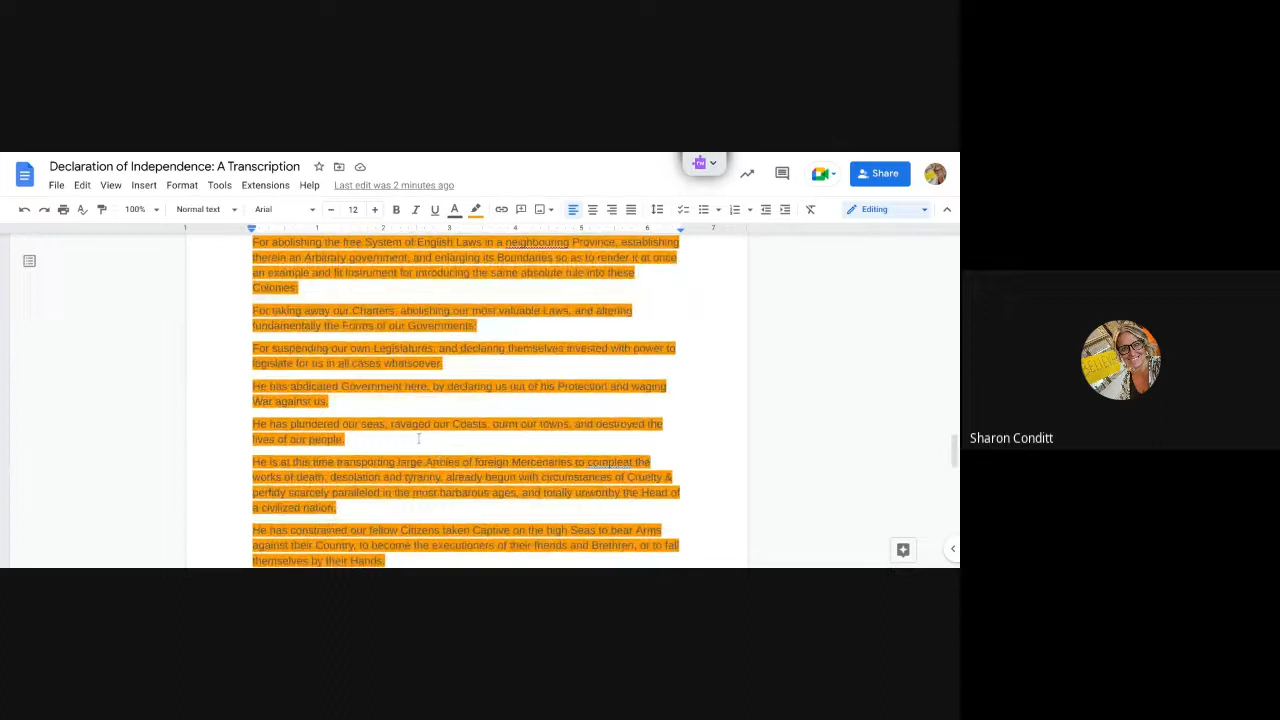 Declaration of Independence: A Transcription
File Edit View Insert Format Tools Extensions Help Last edit was 2 minutes ago
Share
100% Normal text Arial 12 Editing
1 1 2 3 4 5 6 7
For abolishing the free System of English Laws in a neighbouring Province, establishing
therein an Arbitrary government, and enlarging its Boundaries so as to render it at once
an example and fit instrument for introducing the same absolute rule into these
Colonies:
For taking away our Charters, abolishing our most valuable Laws, and altering
fundamentally the Forms of our Governments:
For suspending our own Legislatures, and declaring themselves invested with power to
legislate for us in all cases whatsoever.
He has abdicated Government here, by declaring us out of his Protection and waging
War against us.
He has plundered our seas, ravaged our Coasts, burnt our towns, and destroyed the
lives of our people.
He is at this time transporting large Armies of foreign Mercenaries to compleat the
works of death, desolation and tyranny, already begun with circumstances of Cruelty &
perfidy scarcely paralleled in the most barbarous ages, and totally unworthy the Head of
a civilized nation.
He has constrained our fellow Citizens taken Captive on the high Seas to bear Arms
against their Country, to become the executioners of their friends and Brethren, or to fall
themselves by their Hands.
Sharon Conditt